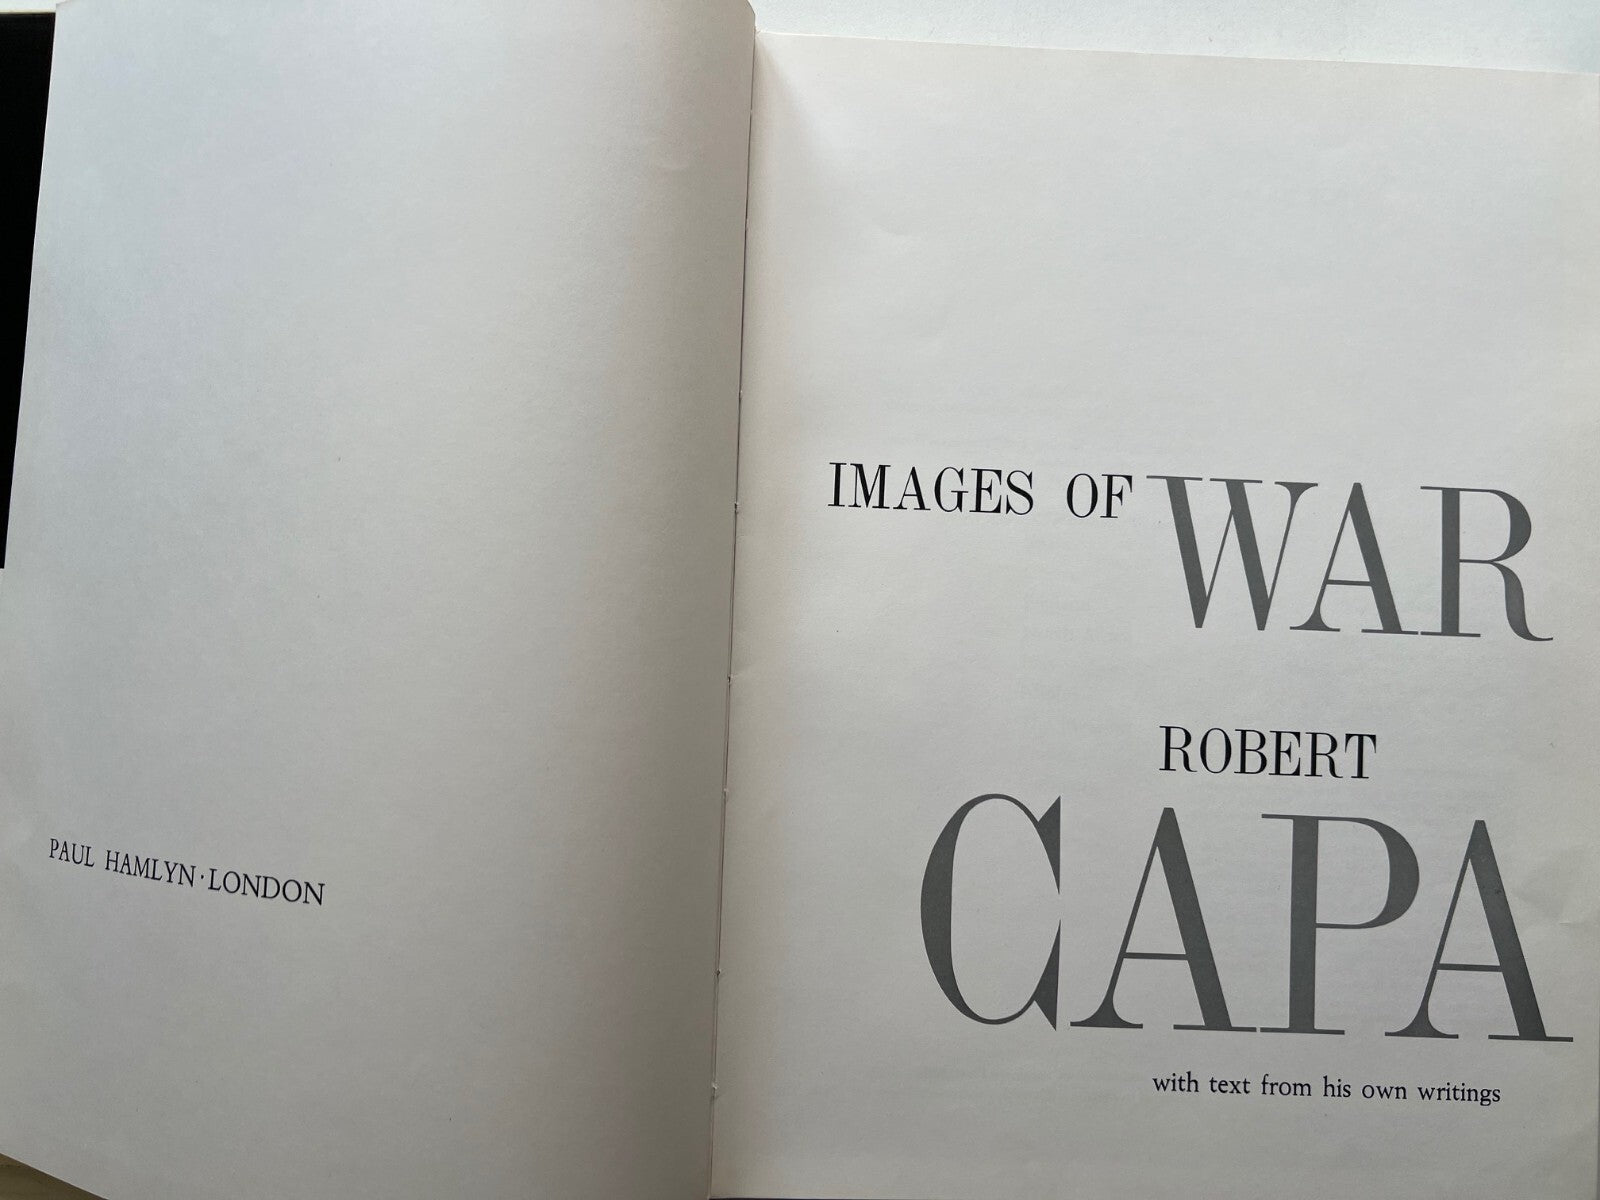 PAUL HAMLYN · LONDON
IMAGES OF WAR
ROBERT
CAPA
with text from his own writings